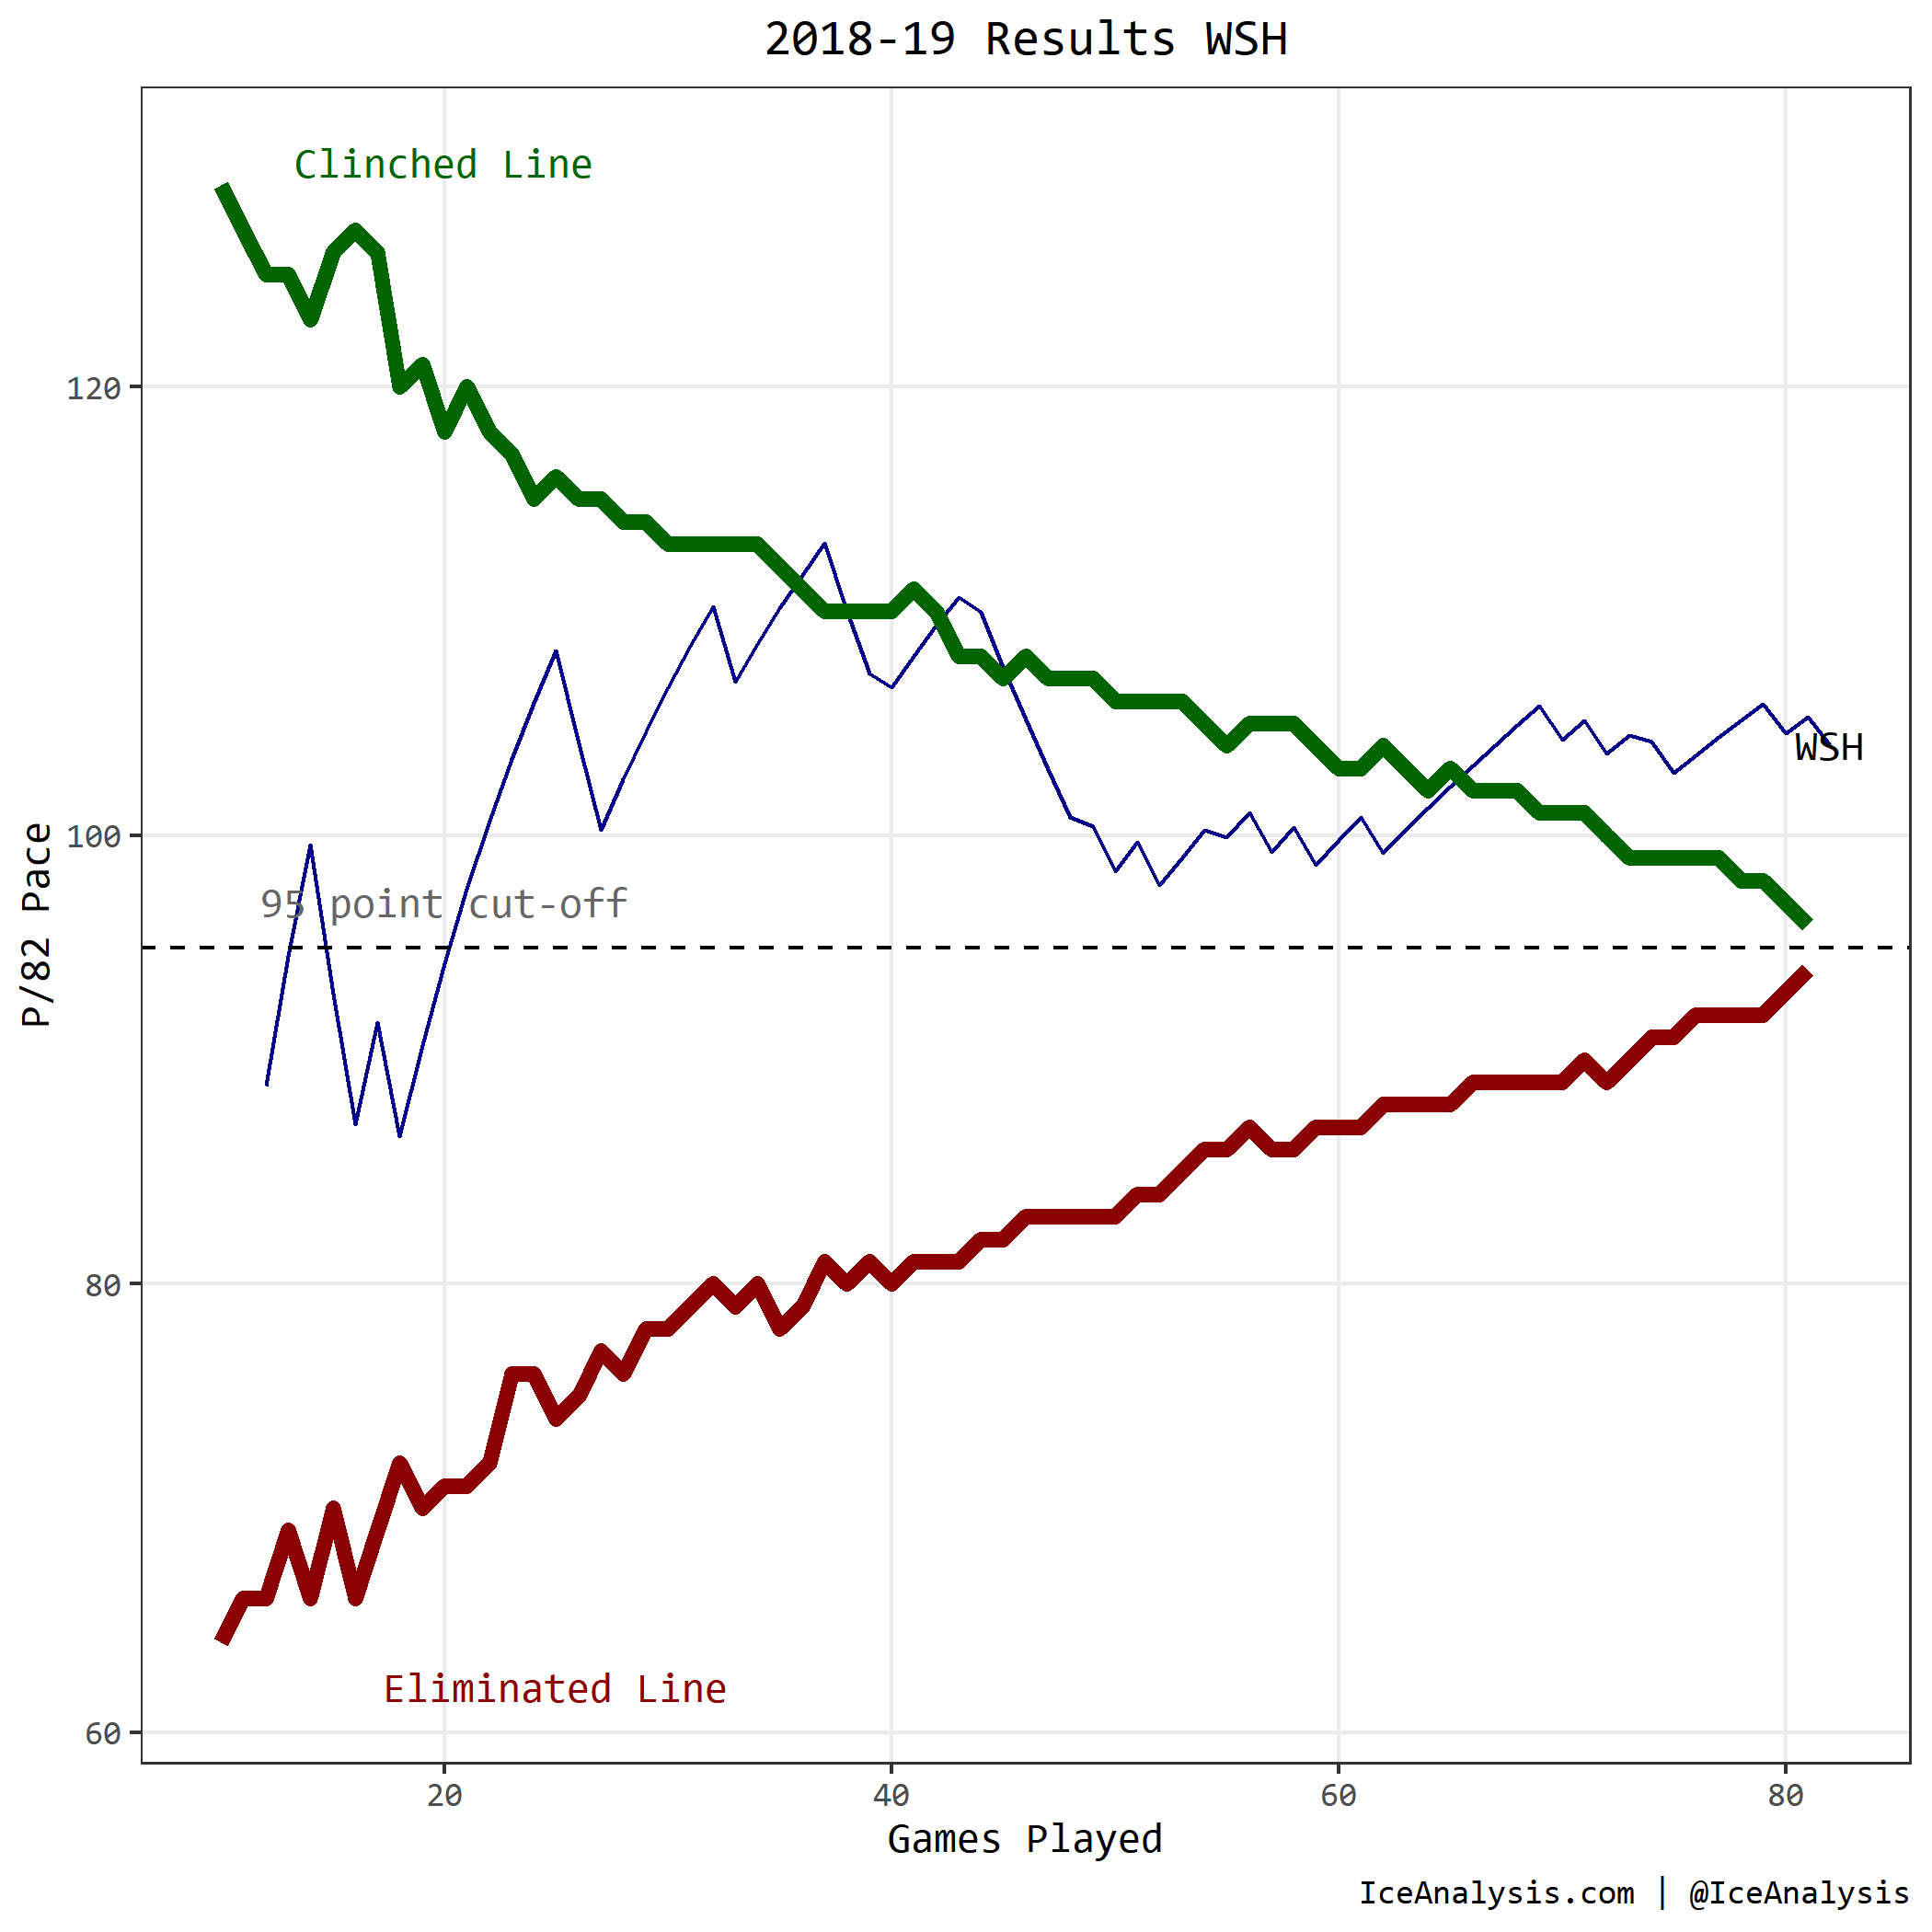 2018-19 Results WSH
Clinched Line
120
WSH
100
95 point cut-off
P/82 Pace
80
Eliminated Line
60
20 40 60 80
Games Played
IceAnalysis.com | @IceAnalysis